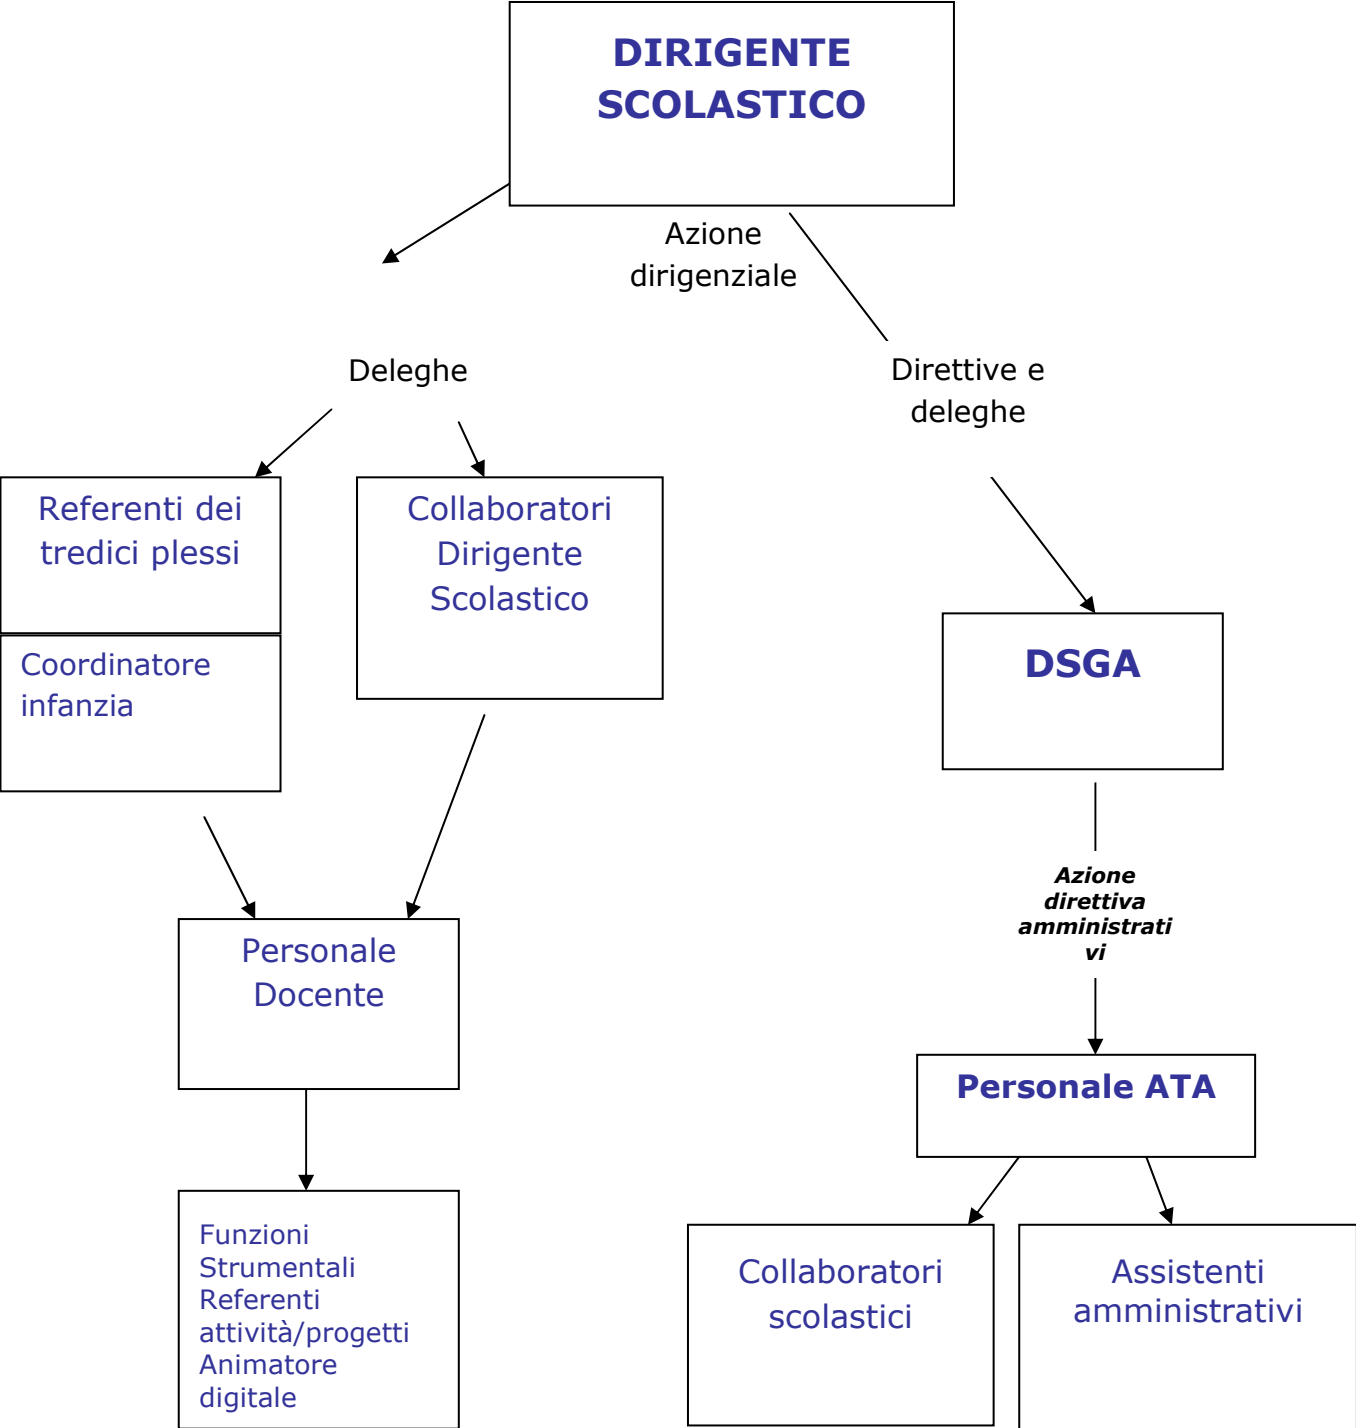 DIRIGENTE
SCOLASTICO
Azione
dirigenziale
Deleghe
Direttive e
deleghe
Referenti dei
tredici plessi
Coordinatore
infanzia
Collaboratori
Dirigente
Scolastico
DSGA
Azione
direttiva
amministrati
vi
Personale
Docente
Personale ATA
Funzioni
Strumentali
Referenti
attività/progetti
Animatore
digitale
Collaboratori
scolastici
Assistenti
amministrativi